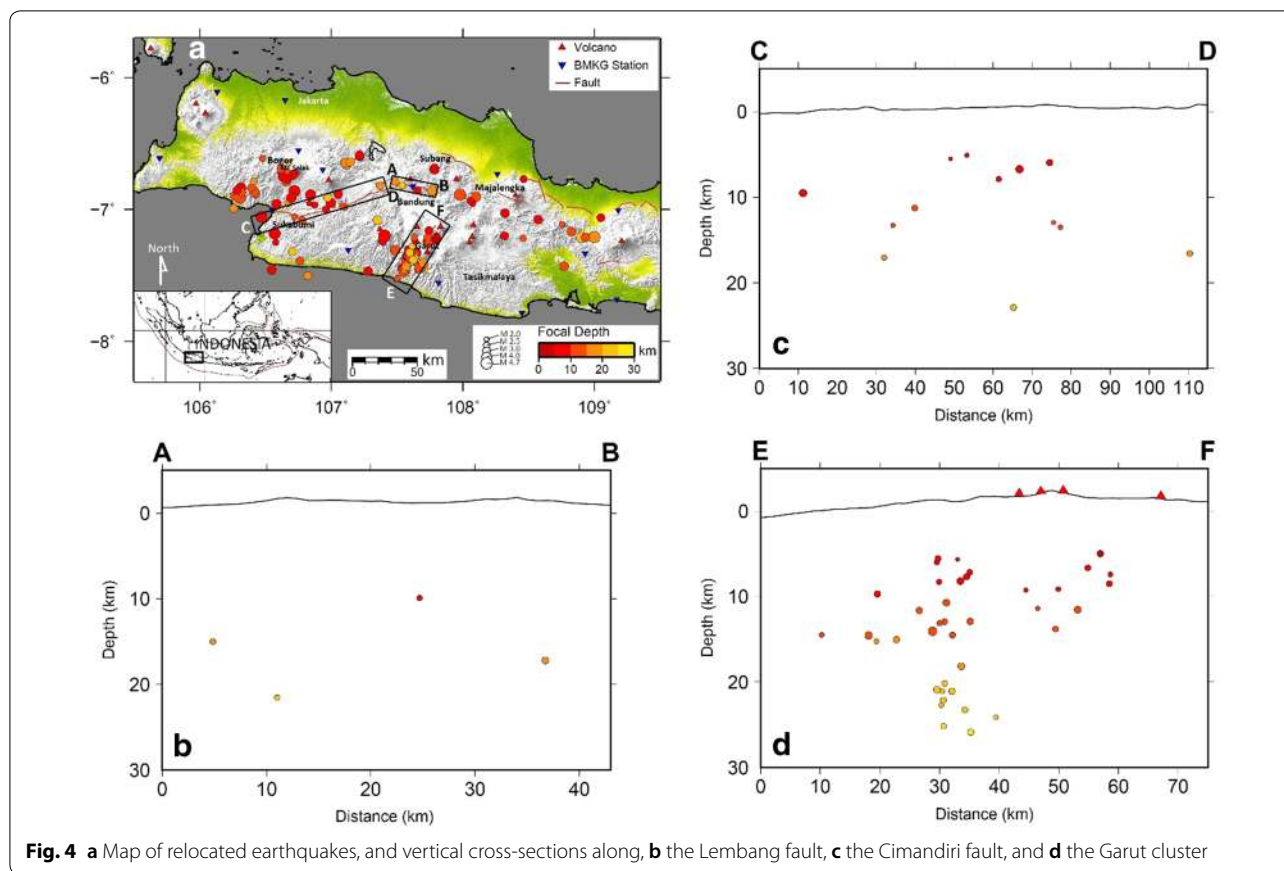 a
Volcano
BMKG Station
Fault
−6˚
−7˚
−8˚
Jakarta
Bogor
Subang
A
B
D
Majalengka
Bandung
F
C
Sukabumi
Garut
North
Tasikmalaya
E
INDONESIA
0 50
km
M 2.0
M 2.5
M 3.0
M 4.0
M 4.7
Focal Depth
km
0 10 20 30
106˚ 107˚ 108˚ 109˚
C D
0
10
20
30
Depth (km)
c
0 10 20 30 40 50 60 70 80 90 100 110
Distance (km)
A B
0
10
20
30
Depth (km)
b
0 10 20 30 40
Distance (km)
E F
0
10
20
30
Depth (km)
d
0 10 20 30 40 50 60 70
Distance (km)
Fig. 4 a Map of relocated earthquakes, and vertical cross-sections along, b the Lembang fault, c the Cimandiri fault, and d the Garut cluster